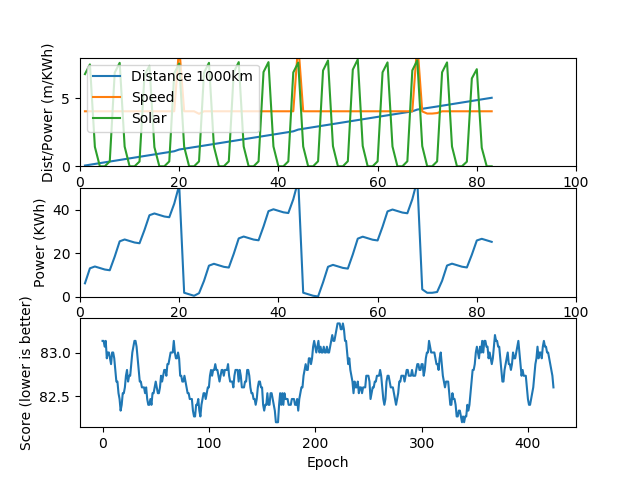 Dist/Power (m/KWh)
5
0
Distance 1000km
Speed
Solar
0 20 40 60 80 100
Power (KWh)
40
20
0
0 20 40 60 80 100
Score (lower is better)
83.0
82.5
0 100 200 300 400
Epoch